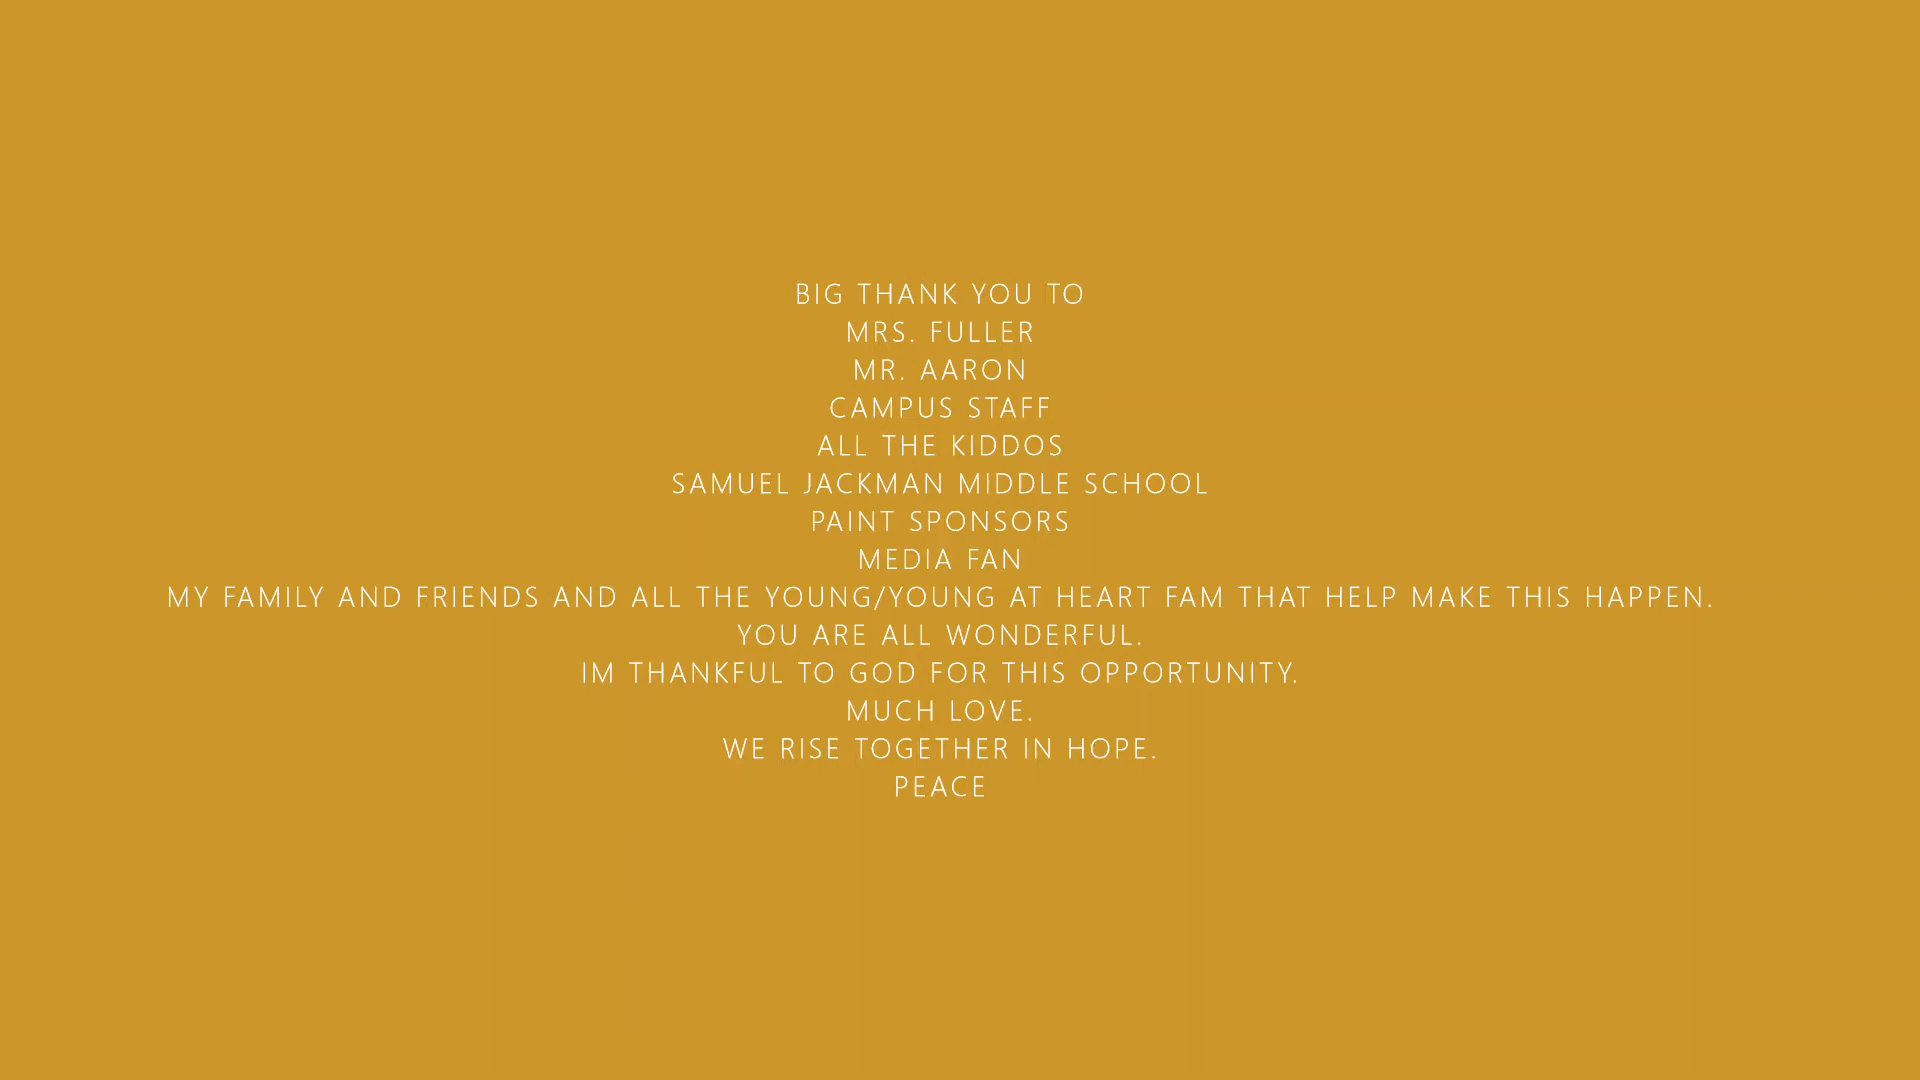 BIG THANK YOU TO
MRS. FULLER
MR. AARON
CAMPUS STAFF
ALL THE KIDDOS
SAMUEL JACKMAN MIDDLE SCHOOL
PAINT SPONSORS
MEDIA FAN
MY FAMILY AND FRIENDS AND ALL THE YOUNG/YOUNG AT HEART FAM THAT HELP MAKE THIS HAPPEN.
YOU ARE ALL WONDERFUL.
IM THANKFUL TO GOD FOR THIS OPPORTUNITY.
MUCH LOVE.
WE RISE TOGETHER IN HOPE.
PEACE